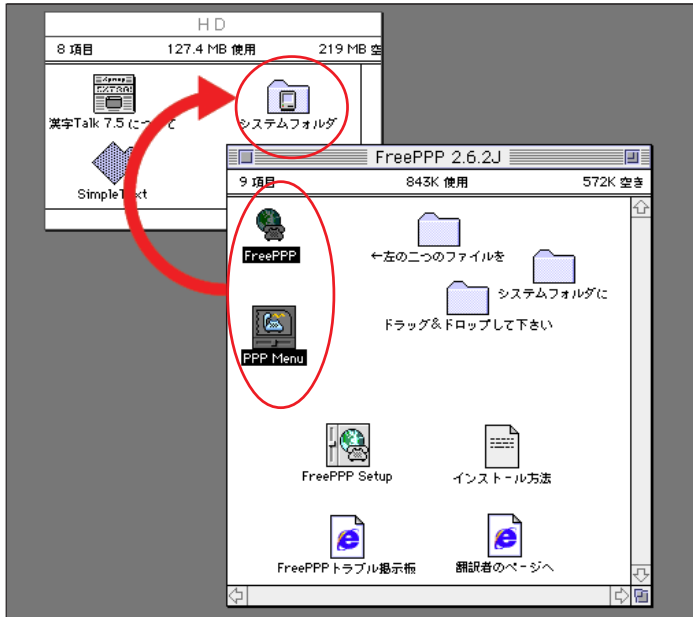 HD
8 項目 127.4 MB 使用 219 MB 空
漢字Talk 7.5 について
システムフォルダ
SimpleText
FreePPP 2.6.2J
9 項目 843K 使用 572K 空き
FreePPP
←左の二つのファイルを
システムフォルダに
ドラッグ&ドロップして下さい
PPP Menu
FreePPP Setup
インストール方法
FreePPPトラブル掲示板
翻訳者のページへ